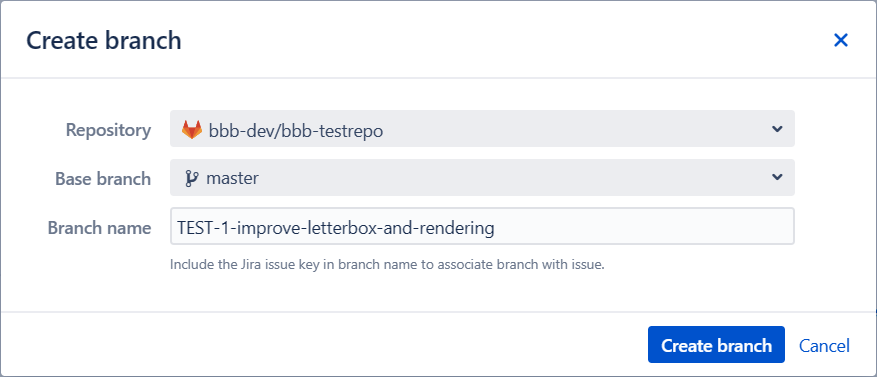 Create branch
Repository bbb-dev/bbb-testrepo
Base branch master
Branch name TEST-1-improve-letterbox-and-rendering
Include the Jira issue key in branch name to associate branch with issue.
Create branch Cancel